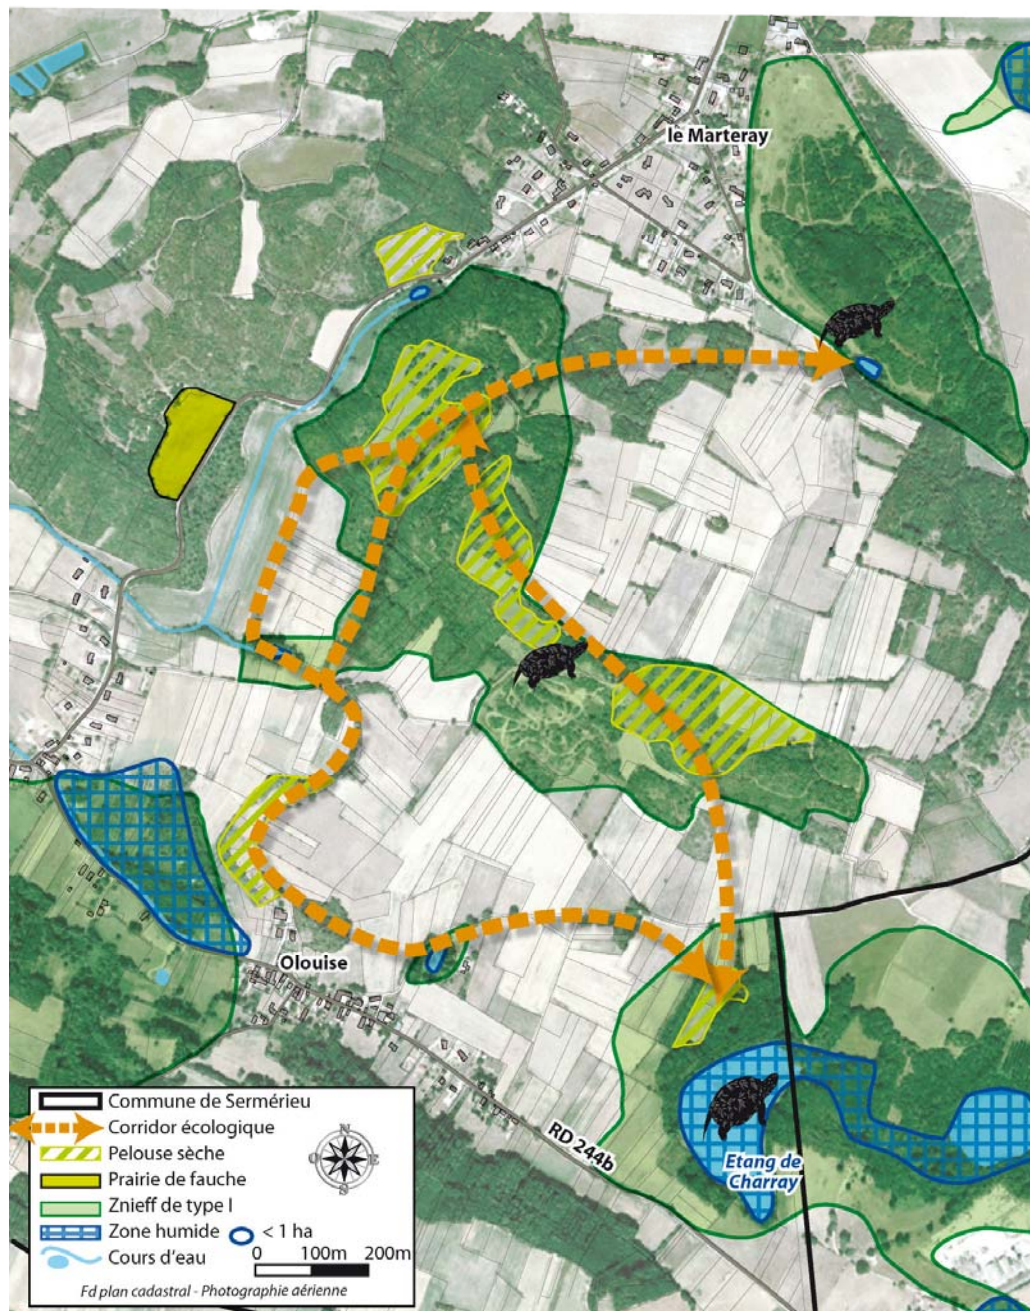 le Marteray
Olouise
RD 244b
Etang de
Charray
Commune de Sermérieu
Corridor écologique
Pelouse sèche
Prairie de fauche
Znieff de type I
Zone humide < 1 ha
Cours d'eau
0 100m 200m
N
O E
S
Fd plan cadastral - Photographie aérienne